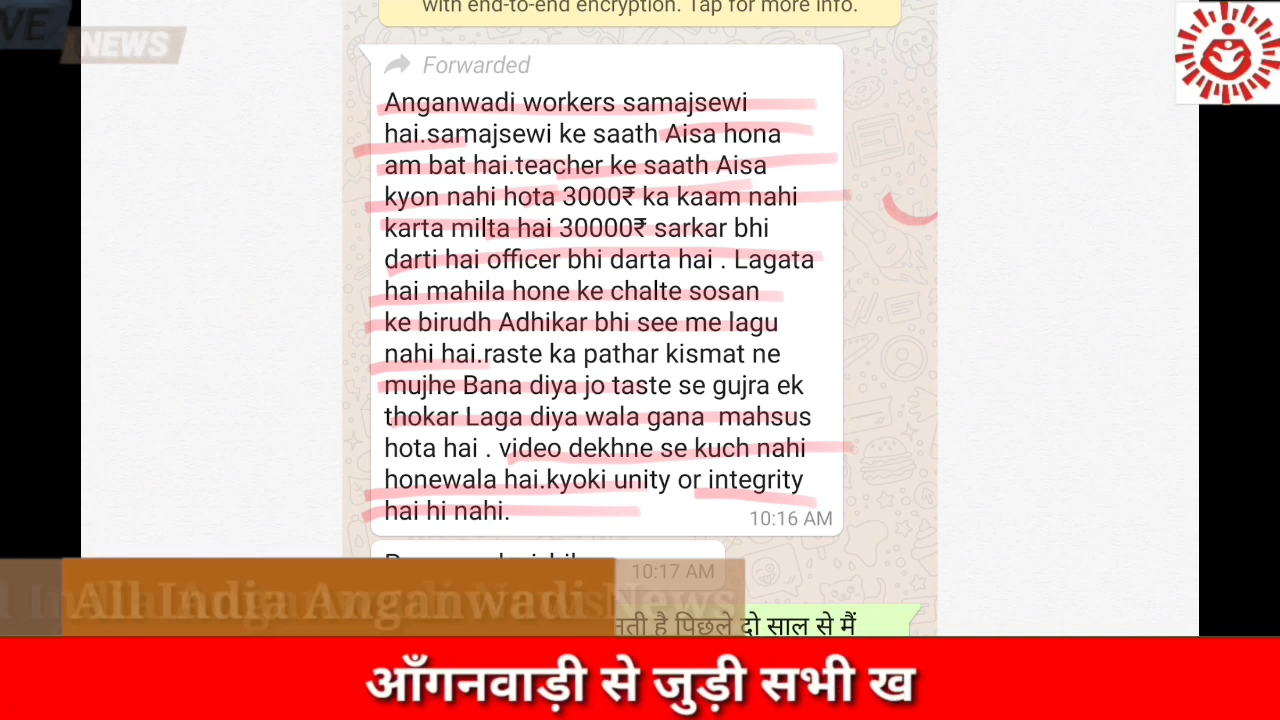 VE
NEWS
with end-to-end encryption. Tap for more info.
Forwarded
Anganwadi workers samajsewi
hai.samajsewi ke saath Aisa hona
am bat hai.teacher ke saath Aisa
kyon nahi hota 3000₹ ka kaam nahi
karta milta hai 30000₹ sarkar bhi
darti hai officer bhi darta hai . Lagata
hai mahila hone ke chalte sosan
ke birudh Adhikar bhi see me lagu
nahi hai.raste ka pathar kismat ne
mujhe Bana diya jo taste se gujra ek
thokar Laga diya wala gana mahsus
hota hai . video dekhne se kuch nahi
honewala hai.kyoki unity or integrity
hai hi nahi.
10:16 AM
10:17 AM
All India Anganwadi News
है पिछले दो साल से मैं
आँगनवाड़ी से जुड़ी सभी ख